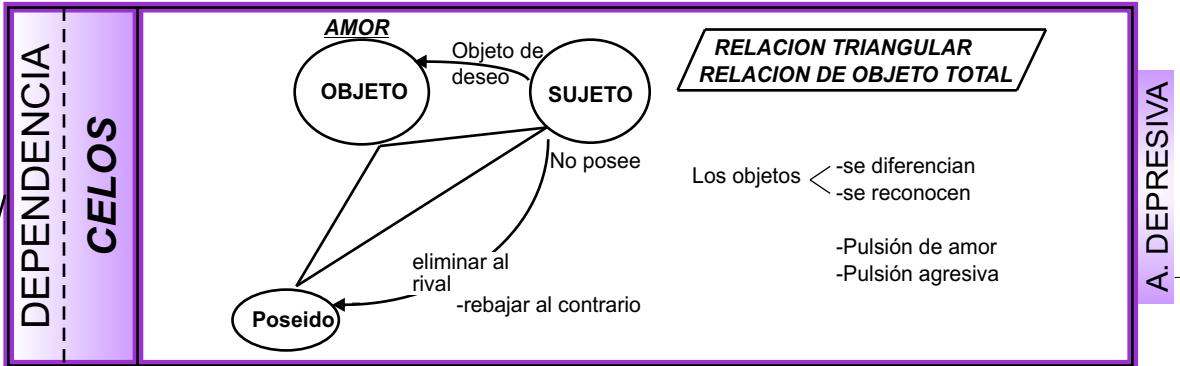 DEPENDENCIA
CELOS
AMOR
OBJETO
Objeto de
deseo
SUJETO
No posee
eliminar al
rival
-rebajar al contrario
Poseido
RELACION TRIANGULAR
RELACION DE OBJETO TOTAL
Los objetos
-se diferencian
-se reconocen
-Pulsión de amor
-Pulsión agresiva
A. DEPRESIVA